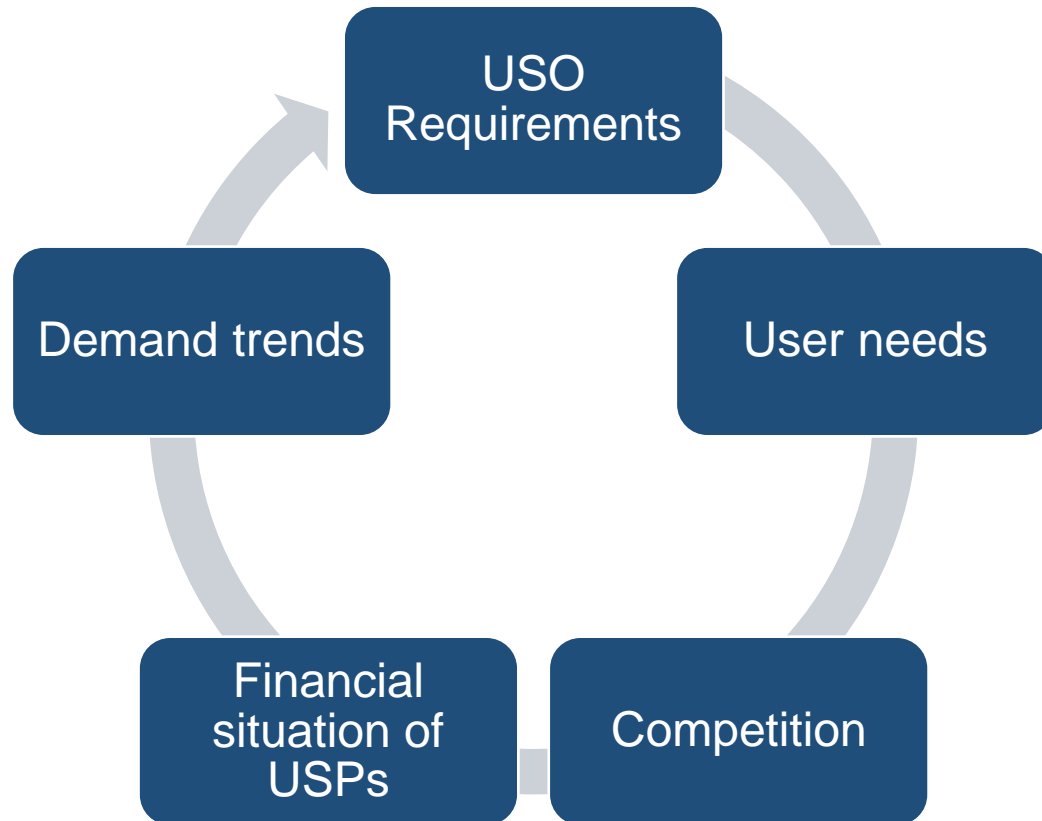 USO
Requirements
Demand trends
User needs
Financial
situation of
USPs
Competition